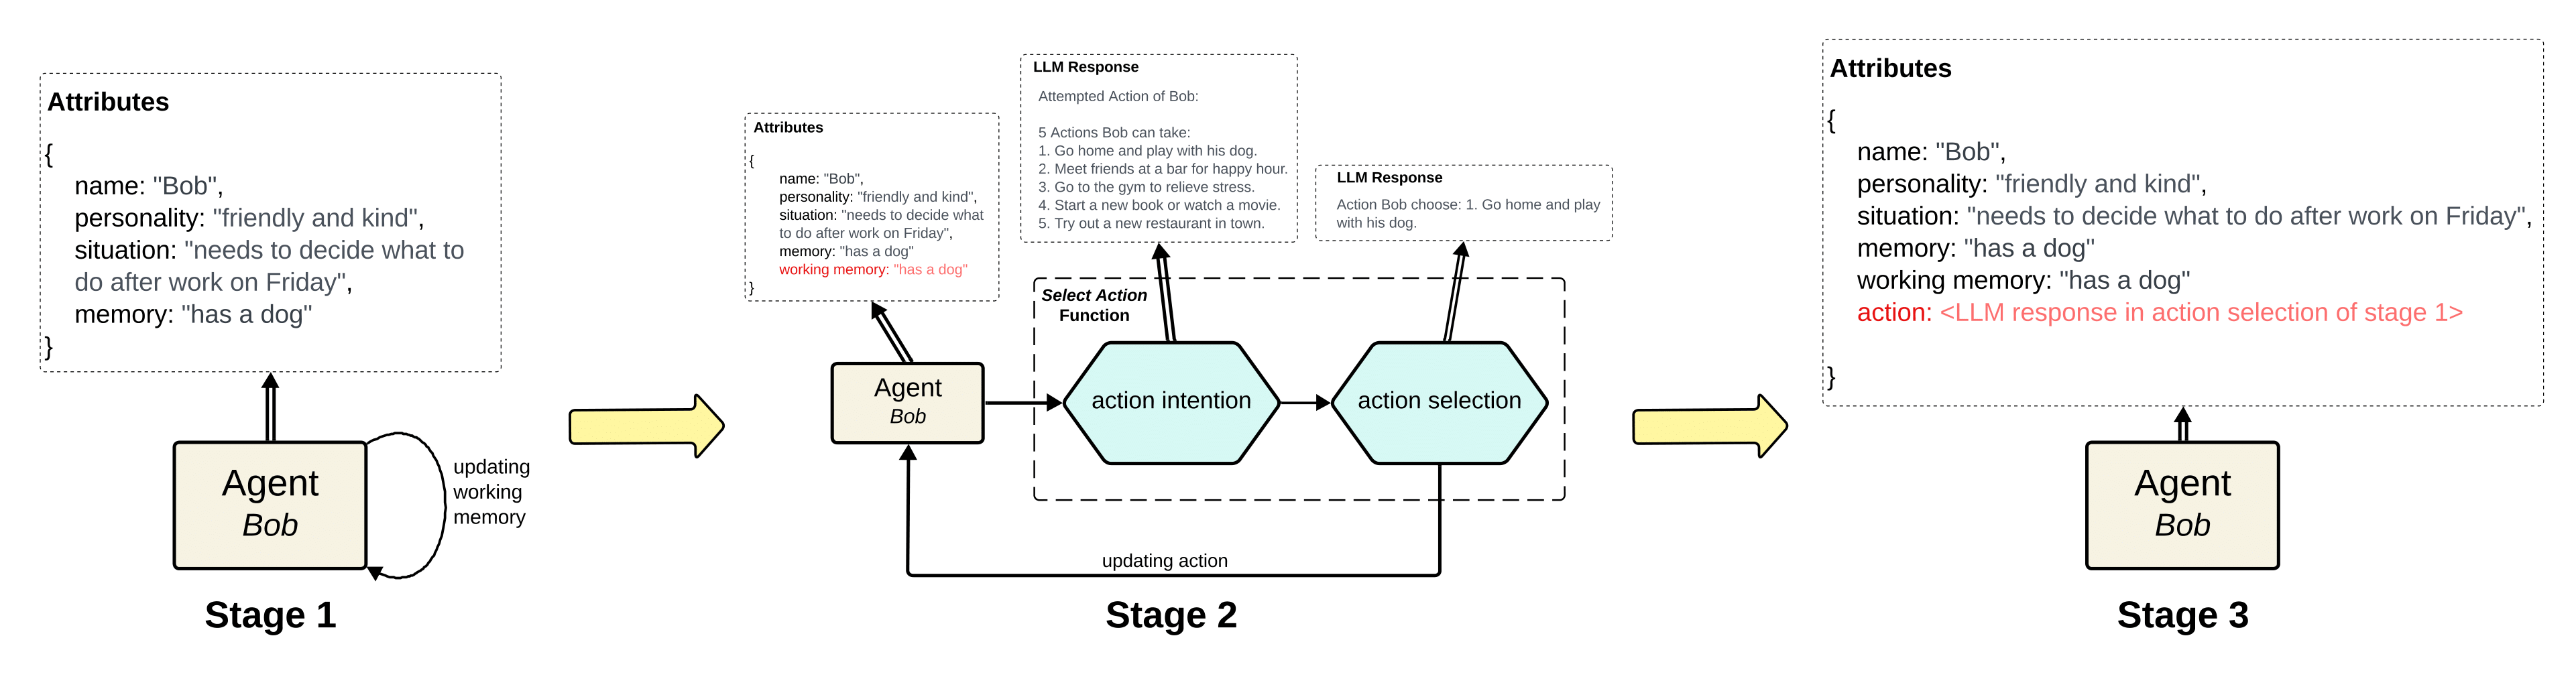 Attributes
{
name: "Bob",
personality: "friendly and kind",
situation: "needs to decide what to
do after work on Friday",
memory: "has a dog"
}
Agent
Bob
updating
working
memory
Stage 1
Attributes
{
name: "Bob",
personality: "friendly and kind",
situation: "needs to decide what
to do after work on Friday",
memory: "has a dog"
working memory: "has a dog"
}
LLM Response
Attempted Action of Bob:
5 Actions Bob can take:
1. Go home and play with his dog.
2. Meet friends at a bar for happy hour.
3. Go to the gym to relieve stress.
4. Start a new book or watch a movie.
5. Try out a new restaurant in town.
LLM Response
Action Bob choose: 1. Go home and play
with his dog.
Select Action
Function
Agent
Bob
action intention
action selection
updating action
Stage 2
Attributes
{
name: "Bob",
personality: "friendly and kind",
situation: "needs to decide what to do after work on Friday",
memory: "has a dog"
working memory: "has a dog"
action: <LLM response in action selection of stage 1>
}
Agent
Bob
Stage 3